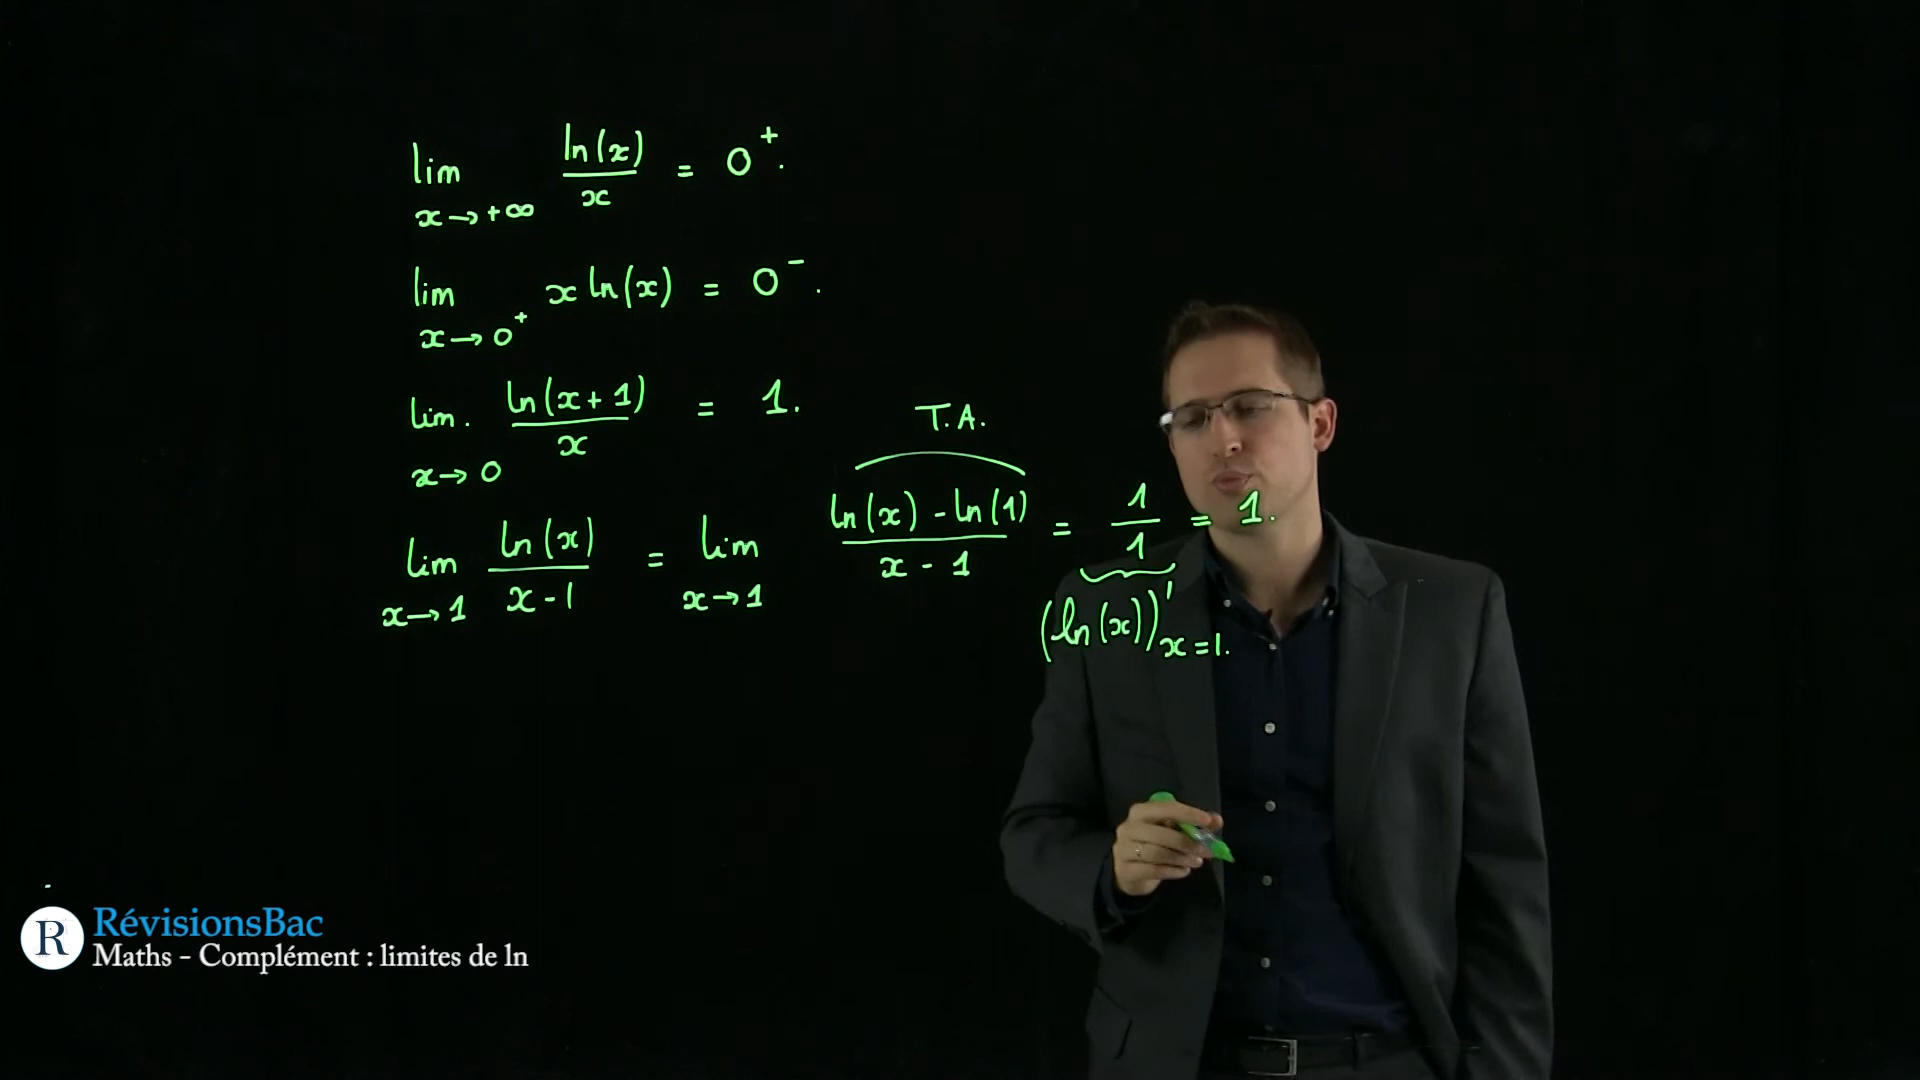 lim x→+∞ ln(x)/x = 0⁺.
lim x→0⁺ x ln(x) = 0⁻.
lim. x→0 ln(x+1)/x = 1.
T.A.
lim x→1 ln(x)/x-1 = lim x→1 ln(x)-ln(1)/x-1 = 1/1 = 1.
(ln(x))' x=1.
R RévisionsBac
Maths - Complément : limites de ln